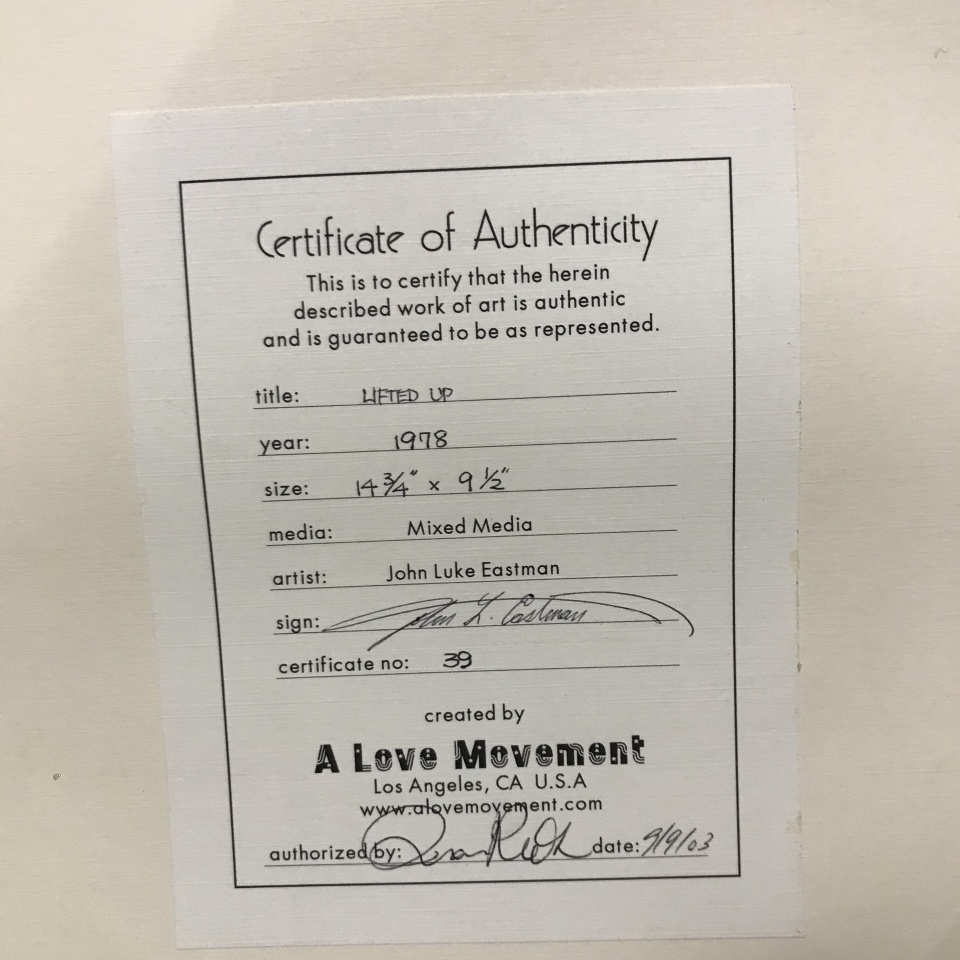 Certificate of Authenticity
This is to certify that the herein
described work of art is authentic
and is guaranteed to be as represented.
title: LIFTED UP
year: 1978
size: 14 3/4" x 9 1/2"
media: Mixed Media
artist: John Luke Eastman
sign: John L. Eastman
certificate no: 39
created by
A Love Movement
Los Angeles, CA U.S.A
www.alovemovement.com
authorized by: date: 9/9/03